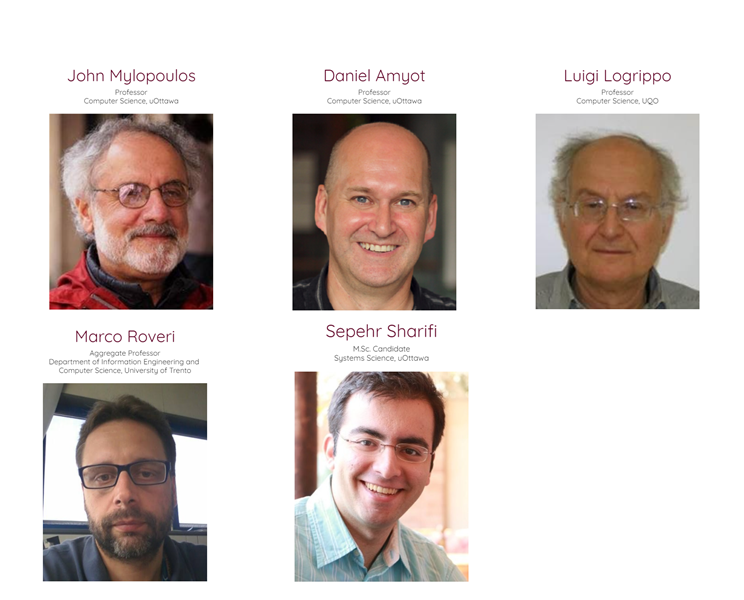 John Mylopoulos
Professor
Computer Science, uOttawa
Daniel Amyot
Professor
Computer Science, uOttawa
Luigi Logrippo
Professor
Computer Science, UQO
Marco Roveri
Aggregate Professor
Department of Information Engineering and
Computer Science, University of Trento
Sepehr Sharifi
M.Sc. Candidate
Systems Science, uOttawa